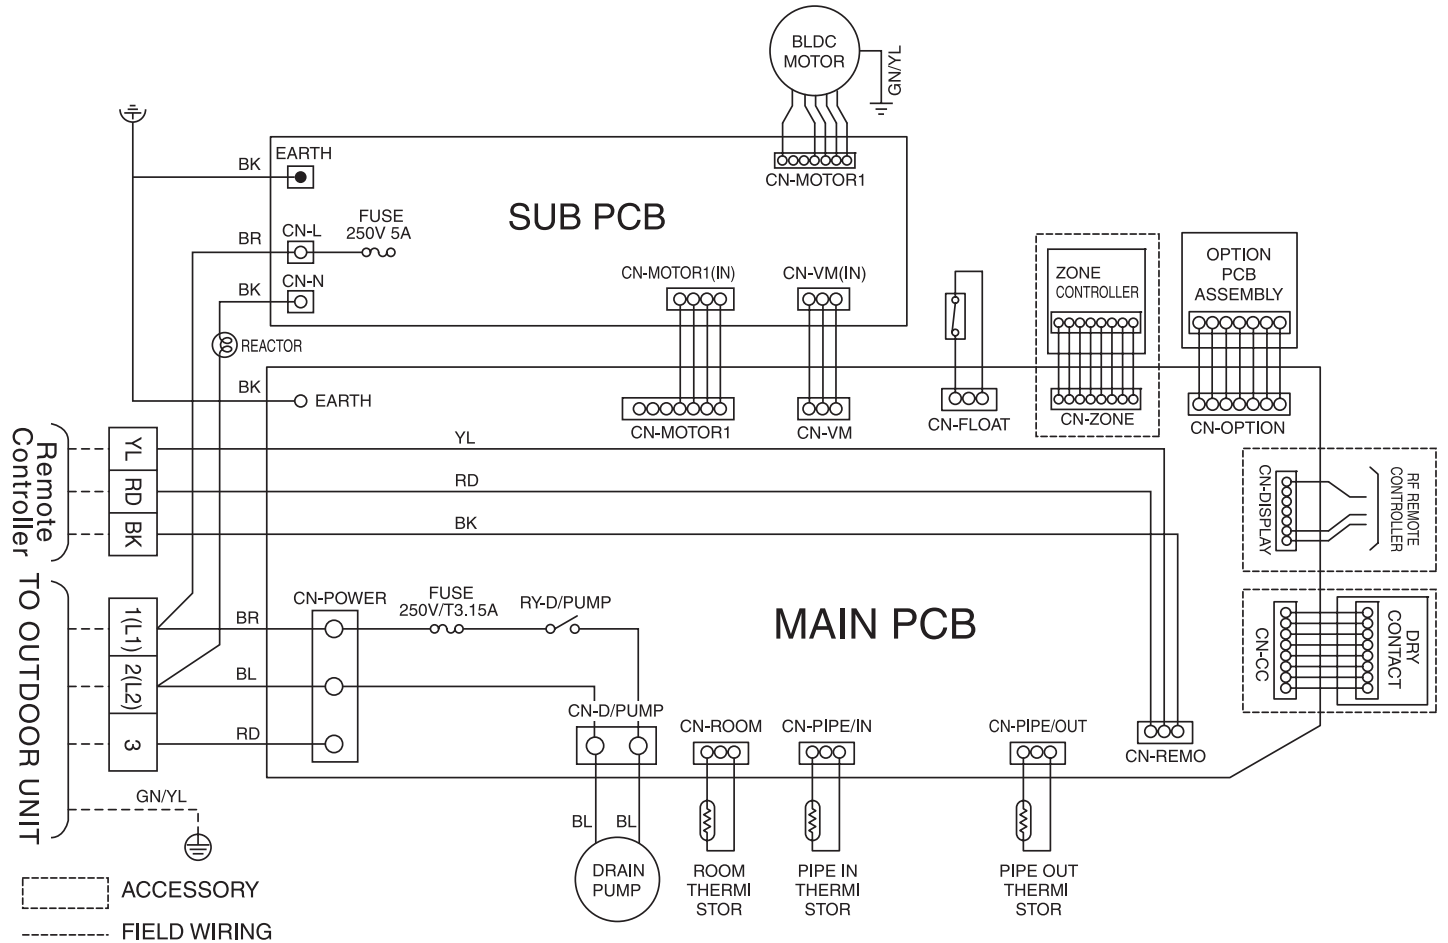 BLDC
MOTOR
GN/YL
CN-MOTOR1
BK
EARTH
SUB PCB
BR
CN-L
FUSE
250V 5A
BK
CN-N
REACTOR
CN-MOTOR1(IN)
CN-VM(IN)
ZONE
CONTROLLER
OPTION
PCB
ASSEMBLY
BK
EARTH
CN-MOTOR1
CN-VM
CN-FLOAT
CN-ZONE
CN-OPTION
Remote
Controller
YL
RD
BK
YL
RD
BK
CN-DISPLAY
RF REMOTE
CONTROLLER
TO OUTDOOR UNIT
1(L1)
2(L2)
3
BR
BL
RD
CN-POWER
FUSE
250V/T3.15A
RY-D/PUMP
MAIN PCB
CN-CC
DRY
CONTACT
CN-D/PUMP
CN-ROOM
CN-PIPE/IN
CN-PIPE/OUT
CN-REMO
GN/YL
BL
BL
DRAIN
PUMP
ROOM
THERMI
STOR
PIPE IN
THERMI
STOR
PIPE OUT
THERMI
STOR
ACCESSORY
FIELD WIRING